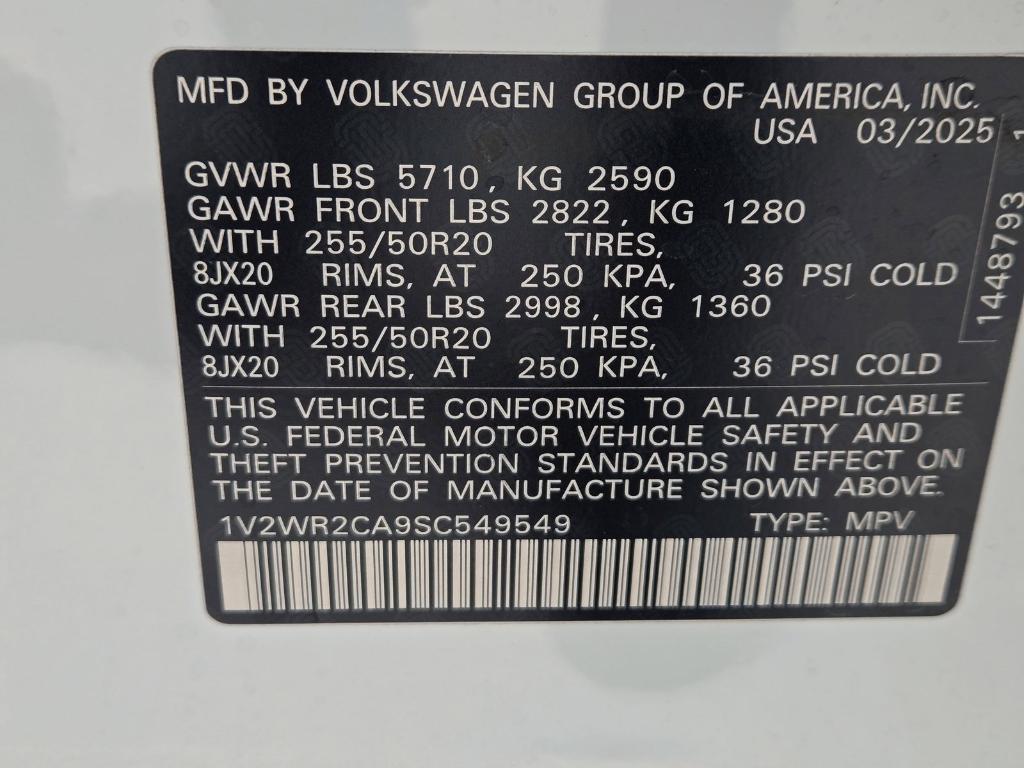 MFD BY VOLKSWAGEN GROUP OF AMERICA, INC.
USA 03/2025
GVWR LBS 5710, KG 2590
GAWR FRONT LBS 2822, KG 1280
WITH 255/50R20 TIRES,
8JX20 RIMS, AT 250 KPA, 36 PSI COLD
GAWR REAR LBS 2998, KG 1360
WITH 255/50R20 TIRES,
8JX20 RIMS, AT 250 KPA, 36 PSI COLD
THIS VEHICLE CONFORMS TO ALL APPLICABLE
U.S. FEDERAL MOTOR VEHICLE SAFETY AND
THEFT PREVENTION STANDARDS IN EFFECT ON
THE DATE OF MANUFACTURE SHOWN ABOVE.
1V2WR2CA9SC549549 TYPE: MPV
1448793 1